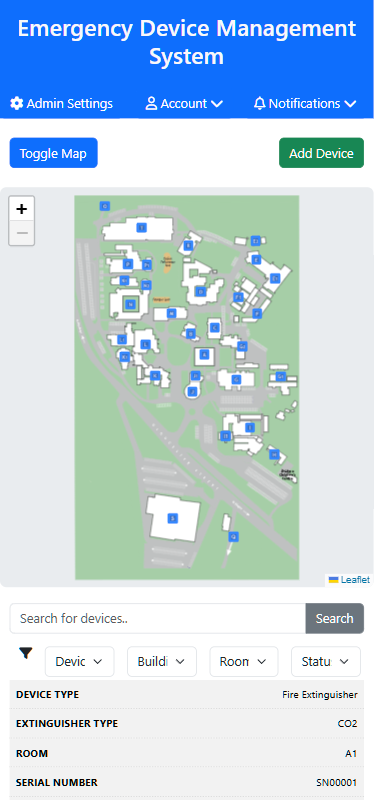 Emergency Device Management
System
Admin Settings
Account
Notifications
Toggle Map
Add Device
+
−
Leaflet
Search for devices..
Search
Devic
Buildi
Room
Statu
DEVICE TYPE
Fire Extinguisher
EXTINGUISHER TYPE
CO2
ROOM
A1
SERIAL NUMBER
SN00001